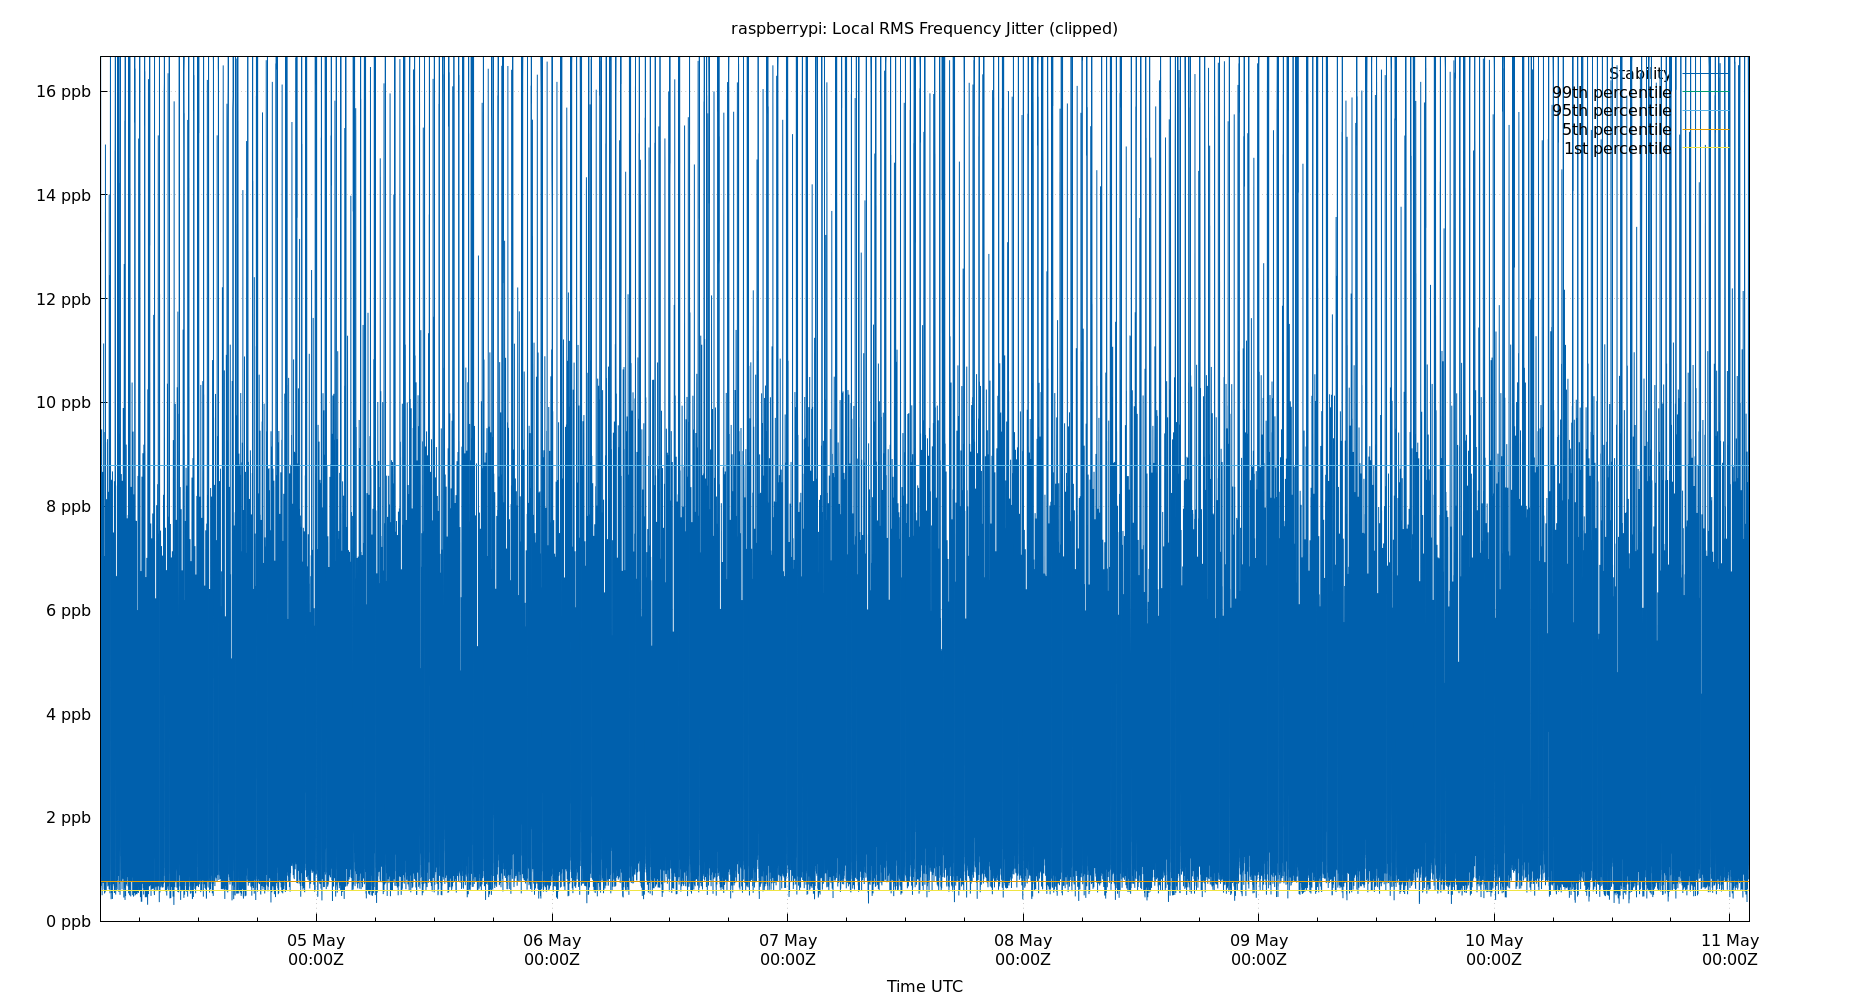 raspberrypi: Local RMS Frequency Jitter (clipped)
Stability
99th percentile
95th percentile
5th percentile
1st percentile
16 ppb
14 ppb
12 ppb
10 ppb
8 ppb
6 ppb
4 ppb
2 ppb
0 ppb
05 May 06 May 07 May 08 May 09 May 10 May 11 May
00:00Z 00:00Z 00:00Z 00:00Z 00:00Z 00:00Z 00:00Z
Time UTC